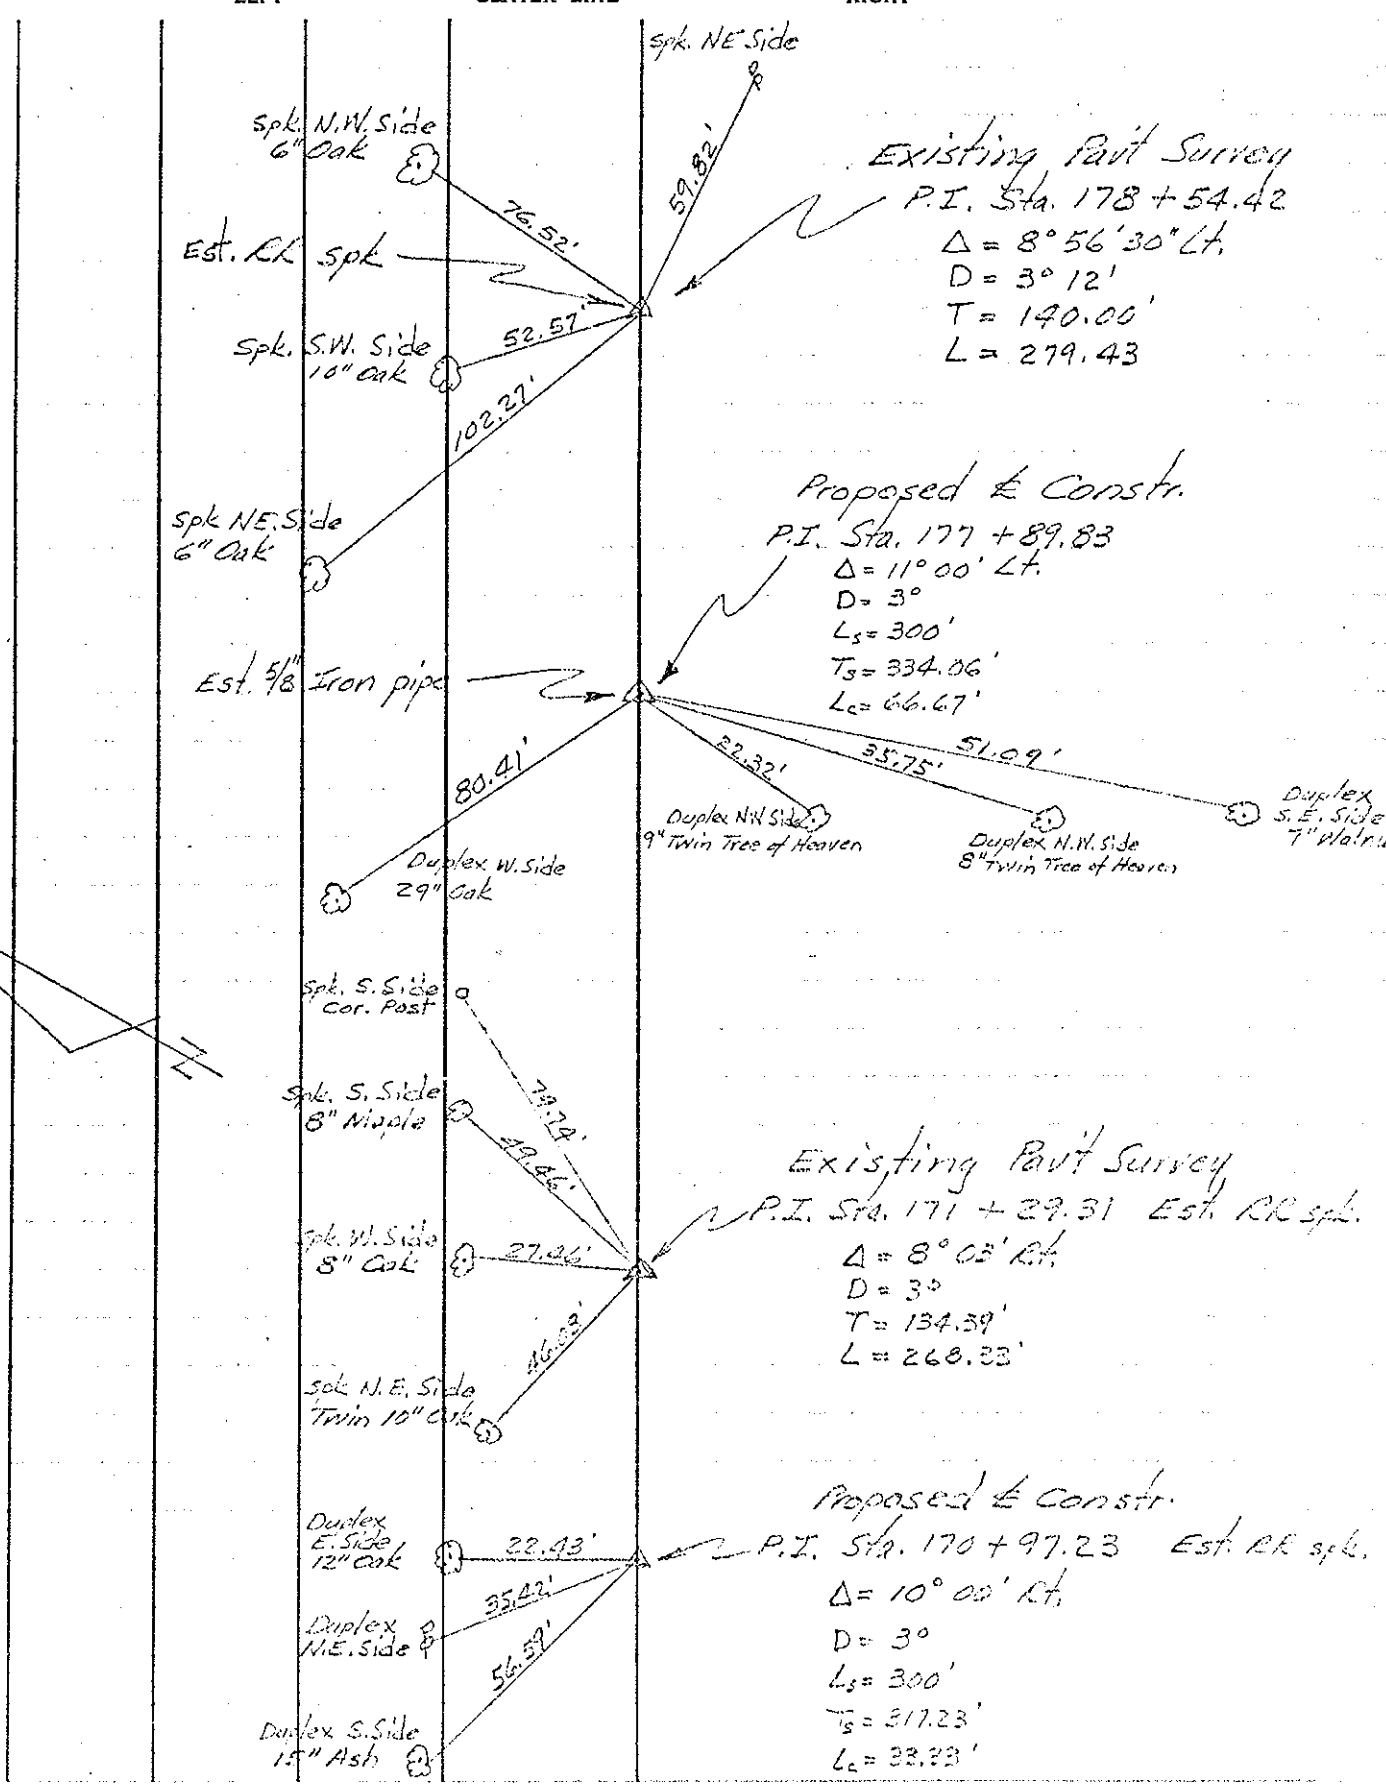 spk. NE Side
59.82'
spk. N.W. Side
6" Oak
76.52'
Existing Pav't Survey
P.I. Sta. 178 + 54.42
Δ = 8° 56' 30" Lt.
D = 3° 12'
T = 140.00'
L = 279.43
Est. RR spk
52.57'
Spk. S.W. Side
10" Oak
102.27'
spk NE. Side
6" Oak
Proposed ℄ Constr.
P.I. Sta. 177 + 89.83
Δ = 11° 00' Lt.
D = 3°
Ls = 300'
Ts = 334.06'
Lc = 66.67'
Est. 5/8" Iron pipe
80.41'
22.32'
35.75'
51.09'
Duplex W. Side
29" Oak
Duplex NW Side
9" Twin Tree of Heaven
Duplex N.W. Side
8" Twin Tree of Heaven
Duplex
S.E. Side
7"
spk. S. Side
Cor. Post
spk. S. Side
8" Maple
49.46'
spk. W. Side
8" Oak
27.46'
46.03'
spk N.E. Side
Twin 10" Oak
Existing Pav't Survey
P.I. Sta. 171 + 29.31 Est. RR spk.
Δ = 8° 03' Rt.
D = 3°
T = 134.39'
L = 268.33'
Duplex
E. Side
12" Oak
22.43'
35.42'
Duplex
N.E. Side
56.59'
Duplex S. Side
15" Ash
Proposed ℄ Constr.
P.I. Sta. 170 + 97.23 Est. RR spk.
Δ = 10° 00' Rt.
D = 3°
Ls = 300'
Ts = 317.23'
Lc = 33.33'